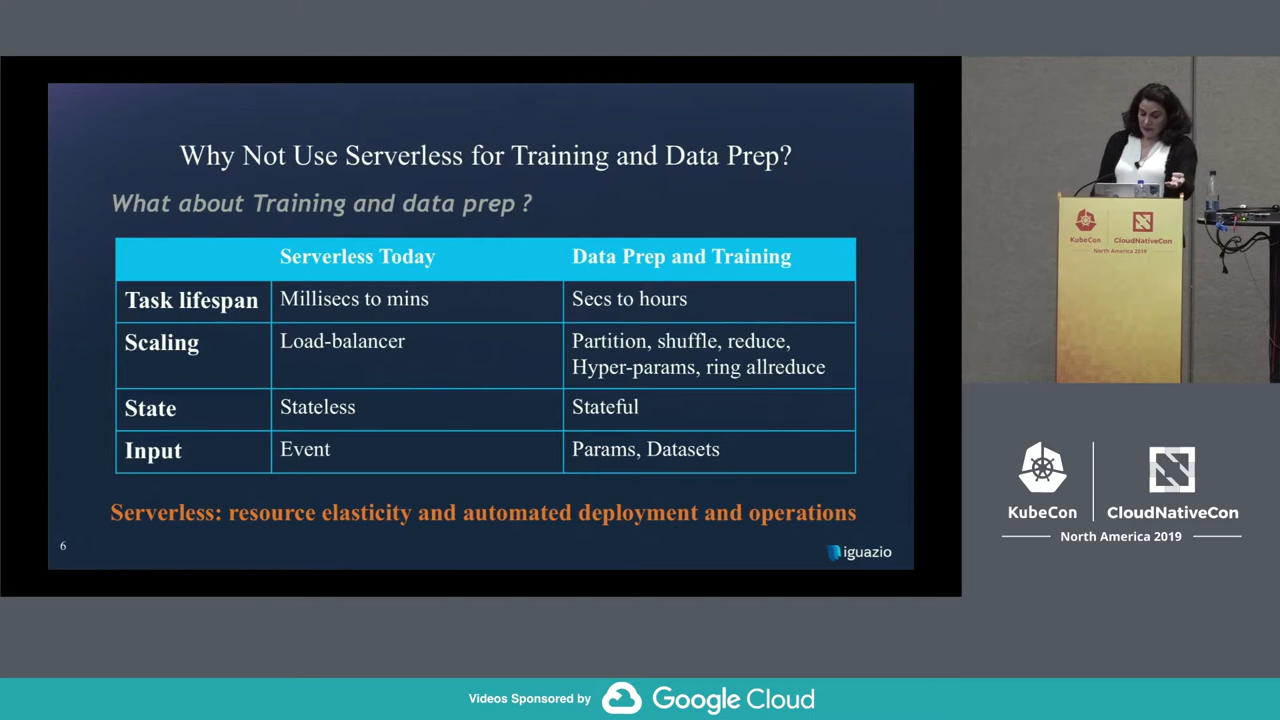 Why Not Use Serverless for Training and Data Prep?
What about Training and data prep ?
Serverless Today
Data Prep and Training
Task lifespan
Millisecs to mins
Secs to hours
Scaling
Load-balancer
Partition, shuffle, reduce,
Hyper-params, ring allreduce
State
Stateless
Stateful
Input
Event
Params, Datasets
Serverless: resource elasticity and automated deployment and operations
6
iguazio
KubeCon
CloudNativeCon
North America 2019
KubeCon
CloudNativeCon
North America 2019
Videos Sponsored by
Google Cloud